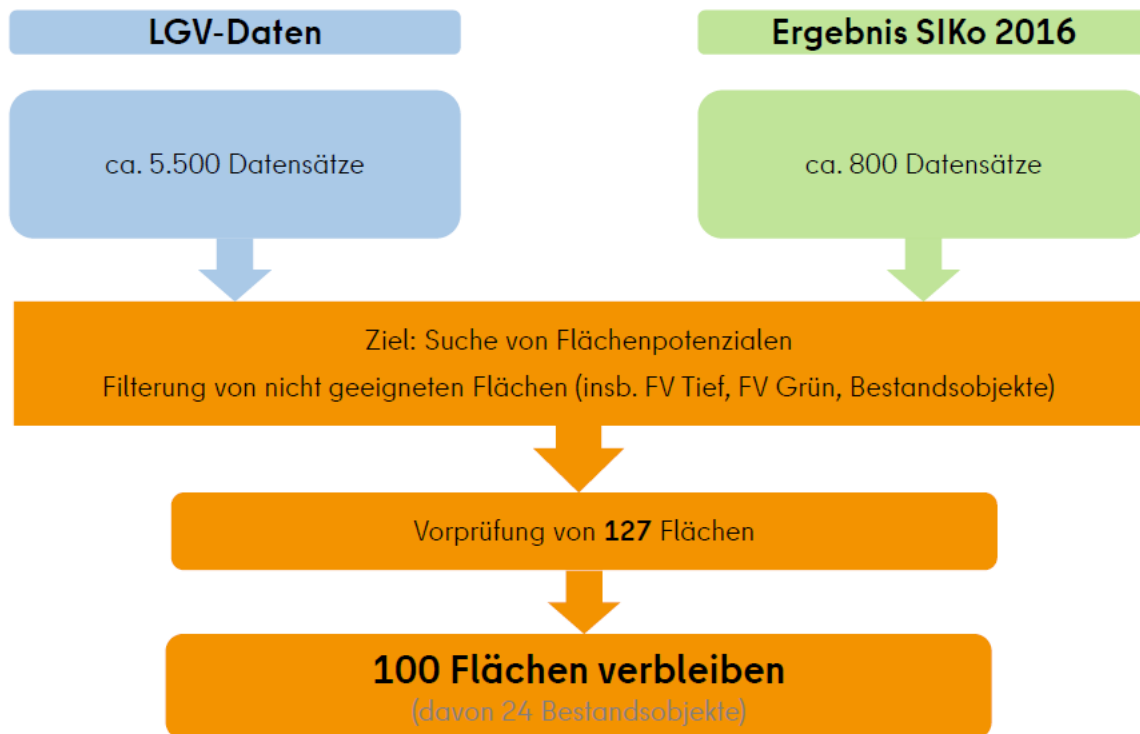 LGV-Daten
Ergebnis SIKo 2016
ca. 5.500 Datensätze
ca. 800 Datensätze
Ziel: Suche von Flächenpotenzialen
Filterung von nicht geeigneten Flächen (insb. FV Tief, FV Grün, Bestandsobjekte)
Vorprüfung von 127 Flächen
100 Flächen verbleiben
(davon 24 Bestandsobjekte)